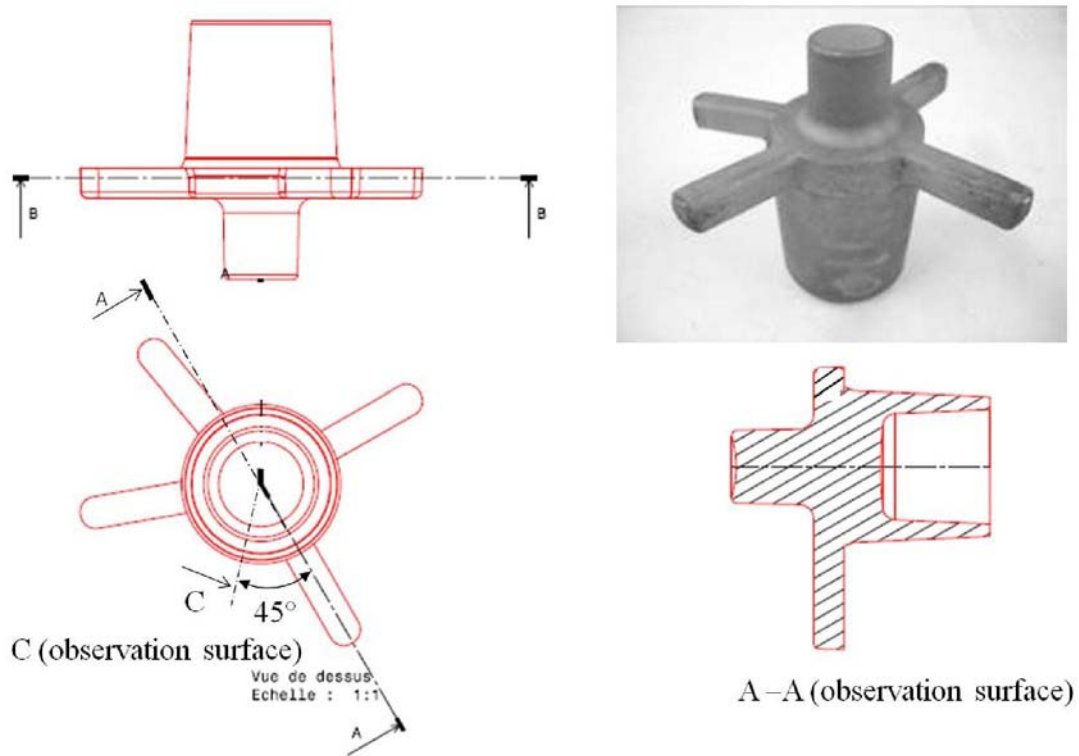 B
B
A
A
C
45°
C (observation surface)
Vue de dessus
Echelle : 1:1
A
A –A (observation surface)